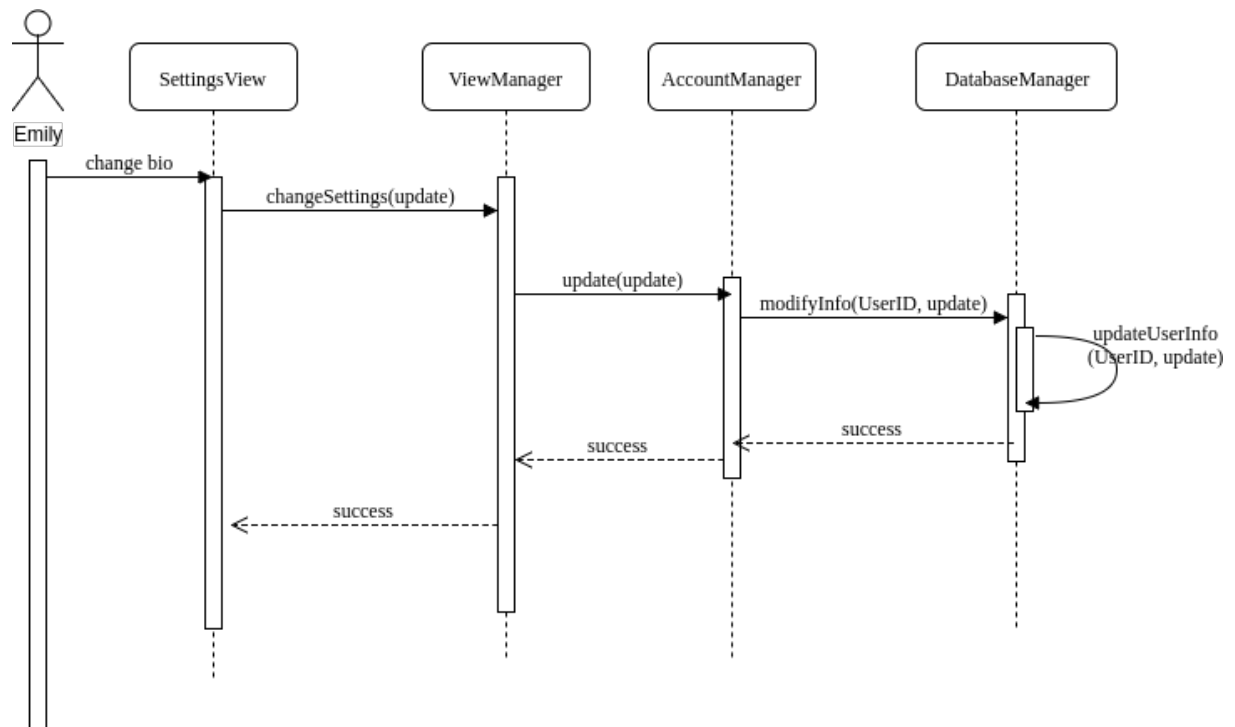 SettingsView
ViewManager
AccountManager
DatabaseManager
Emily
change bio
changeSettings(update)
update(update)
modifyInfo(UserID, update)
updateUserInfo
(UserID, update)
success
success
success